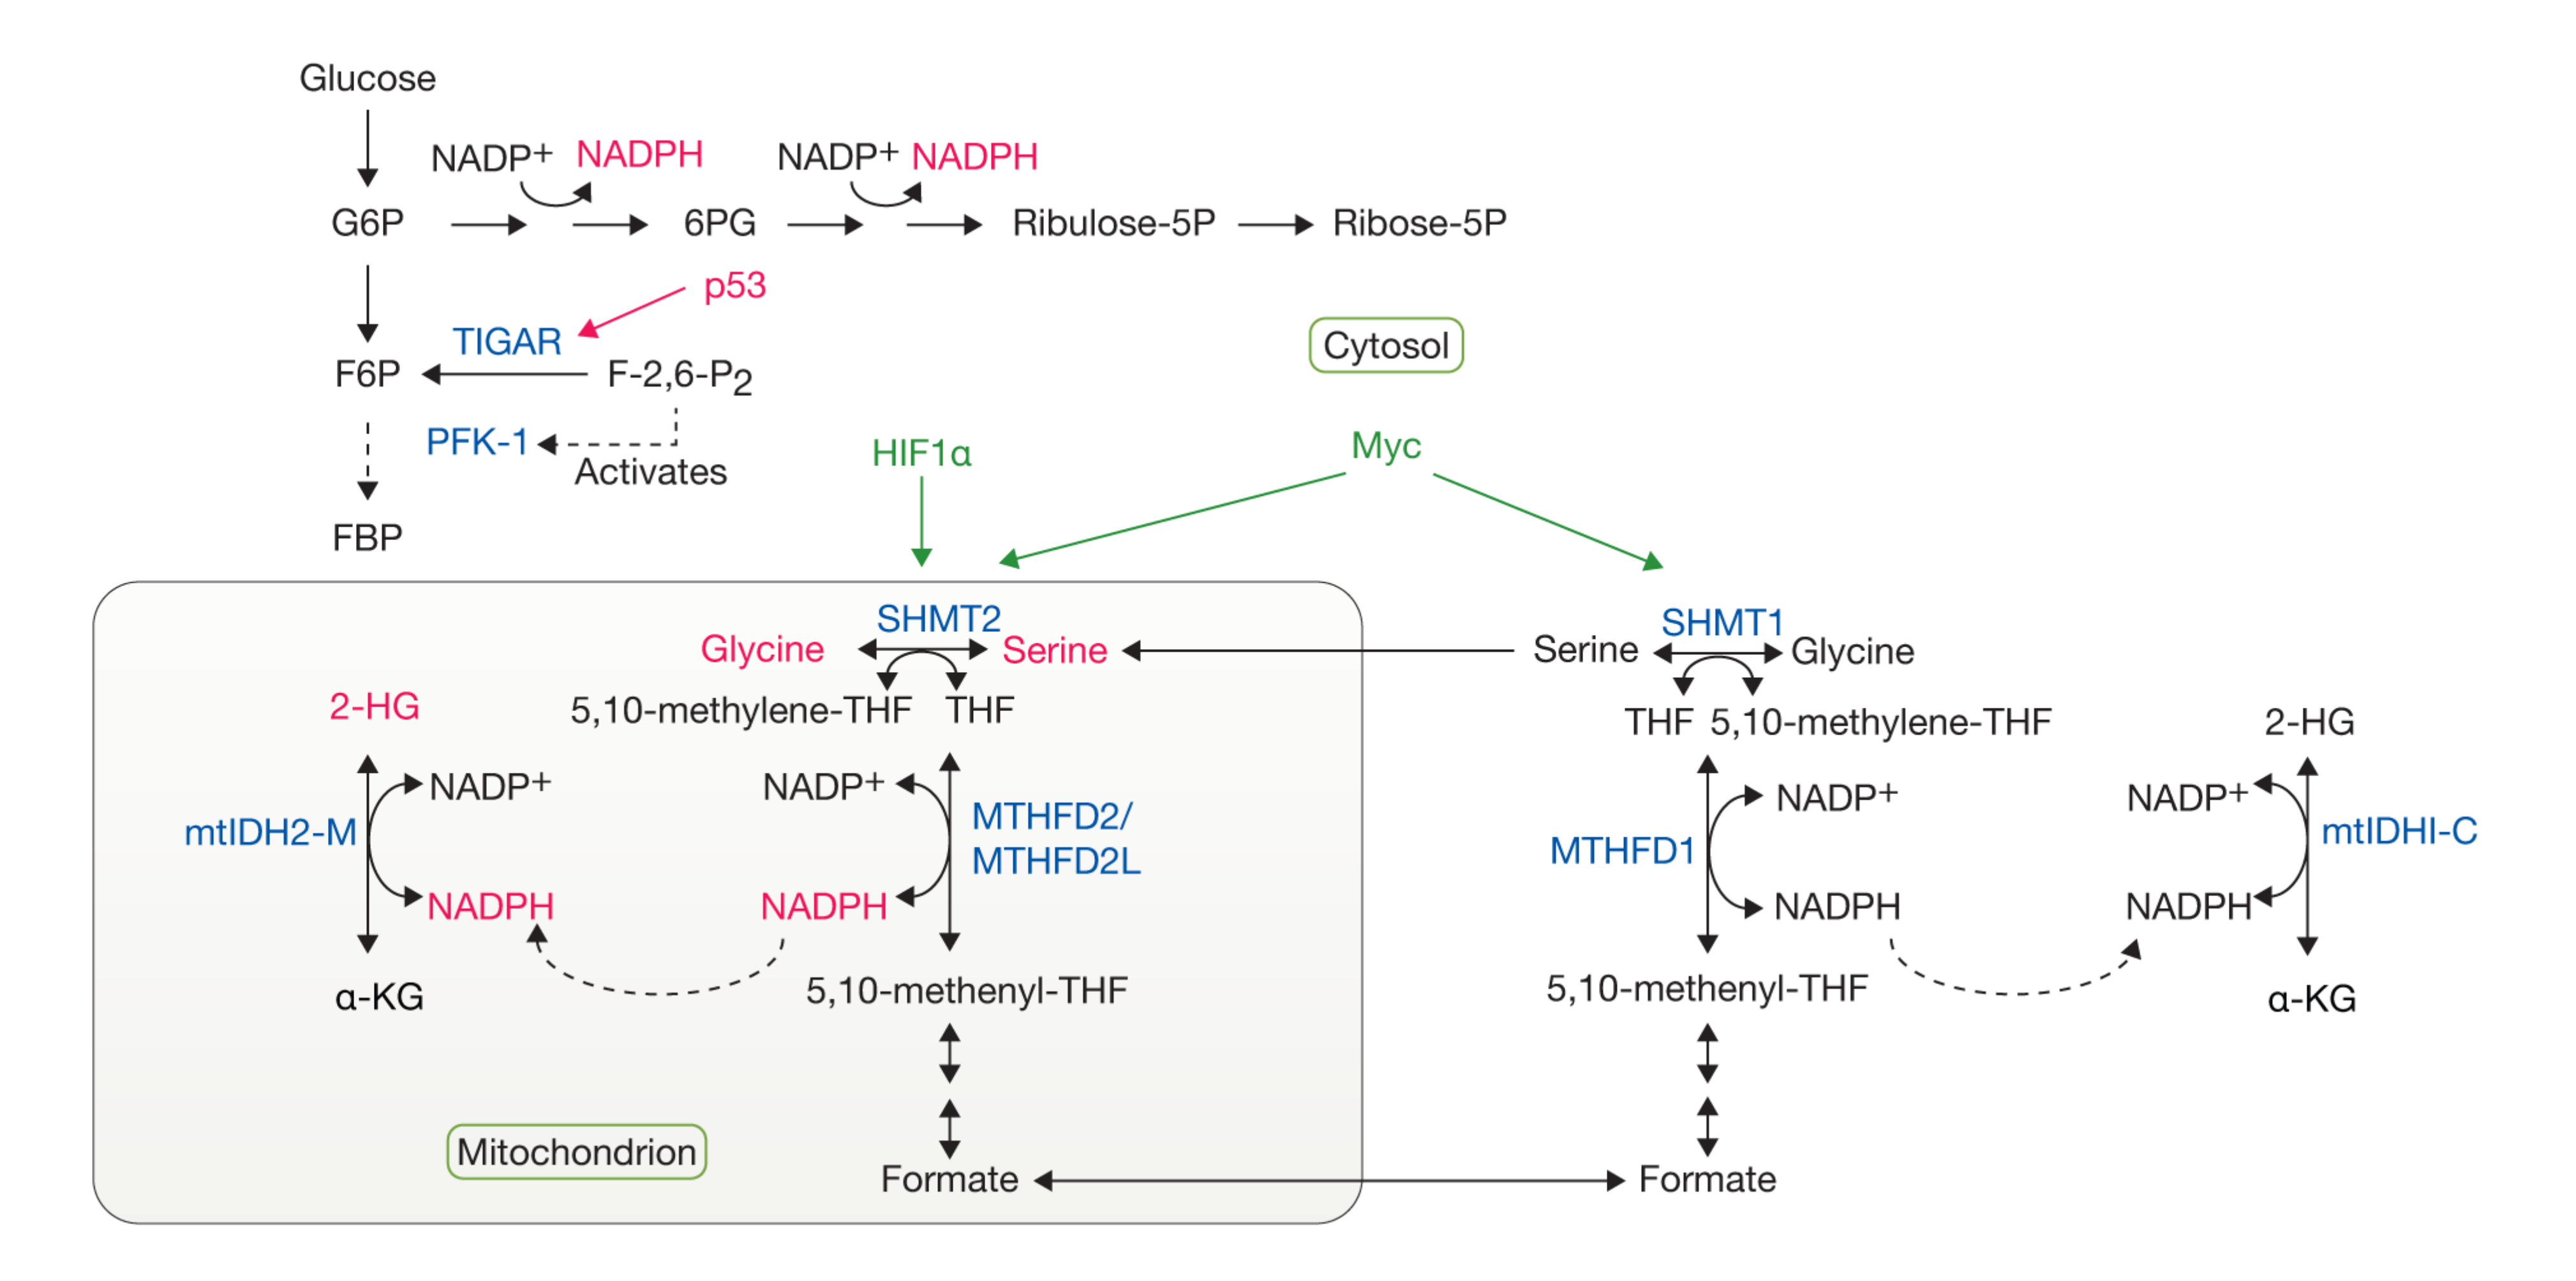 Glucose
NADP+ NADPH NADP+ NADPH
G6P 6PG Ribulose-5P Ribose-5P
p53
TIGAR
F6P F-2,6-P2
PFK-1
Activates
FBP
Cytosol
HIF1α Myc
SHMT2 SHMT1
Glycine Serine Serine Glycine
2-HG 5,10-methylene-THF THF THF 5,10-methylene-THF 2-HG
NADP+ NADP+ NADP+ NADP+
mtIDH2-M MTHFD2/ MTHFD1 mtIDHI-C
MTHFD2L
NADPH NADPH NADPH NADPH
α-KG 5,10-methenyl-THF 5,10-methenyl-THF α-KG
Mitochondrion
Formate Formate